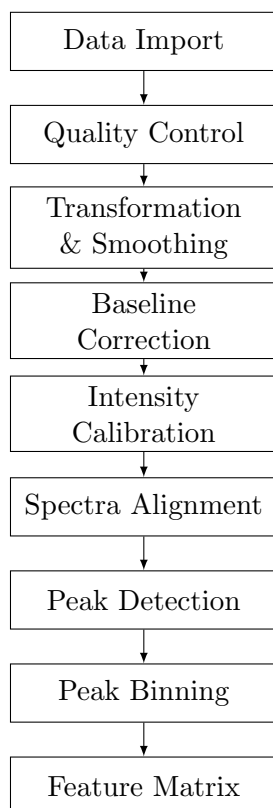 Data Import
Quality Control
Transformation
& Smoothing
Baseline
Correction
Intensity
Calibration
Spectra Alignment
Peak Detection
Peak Binning
Feature Matrix